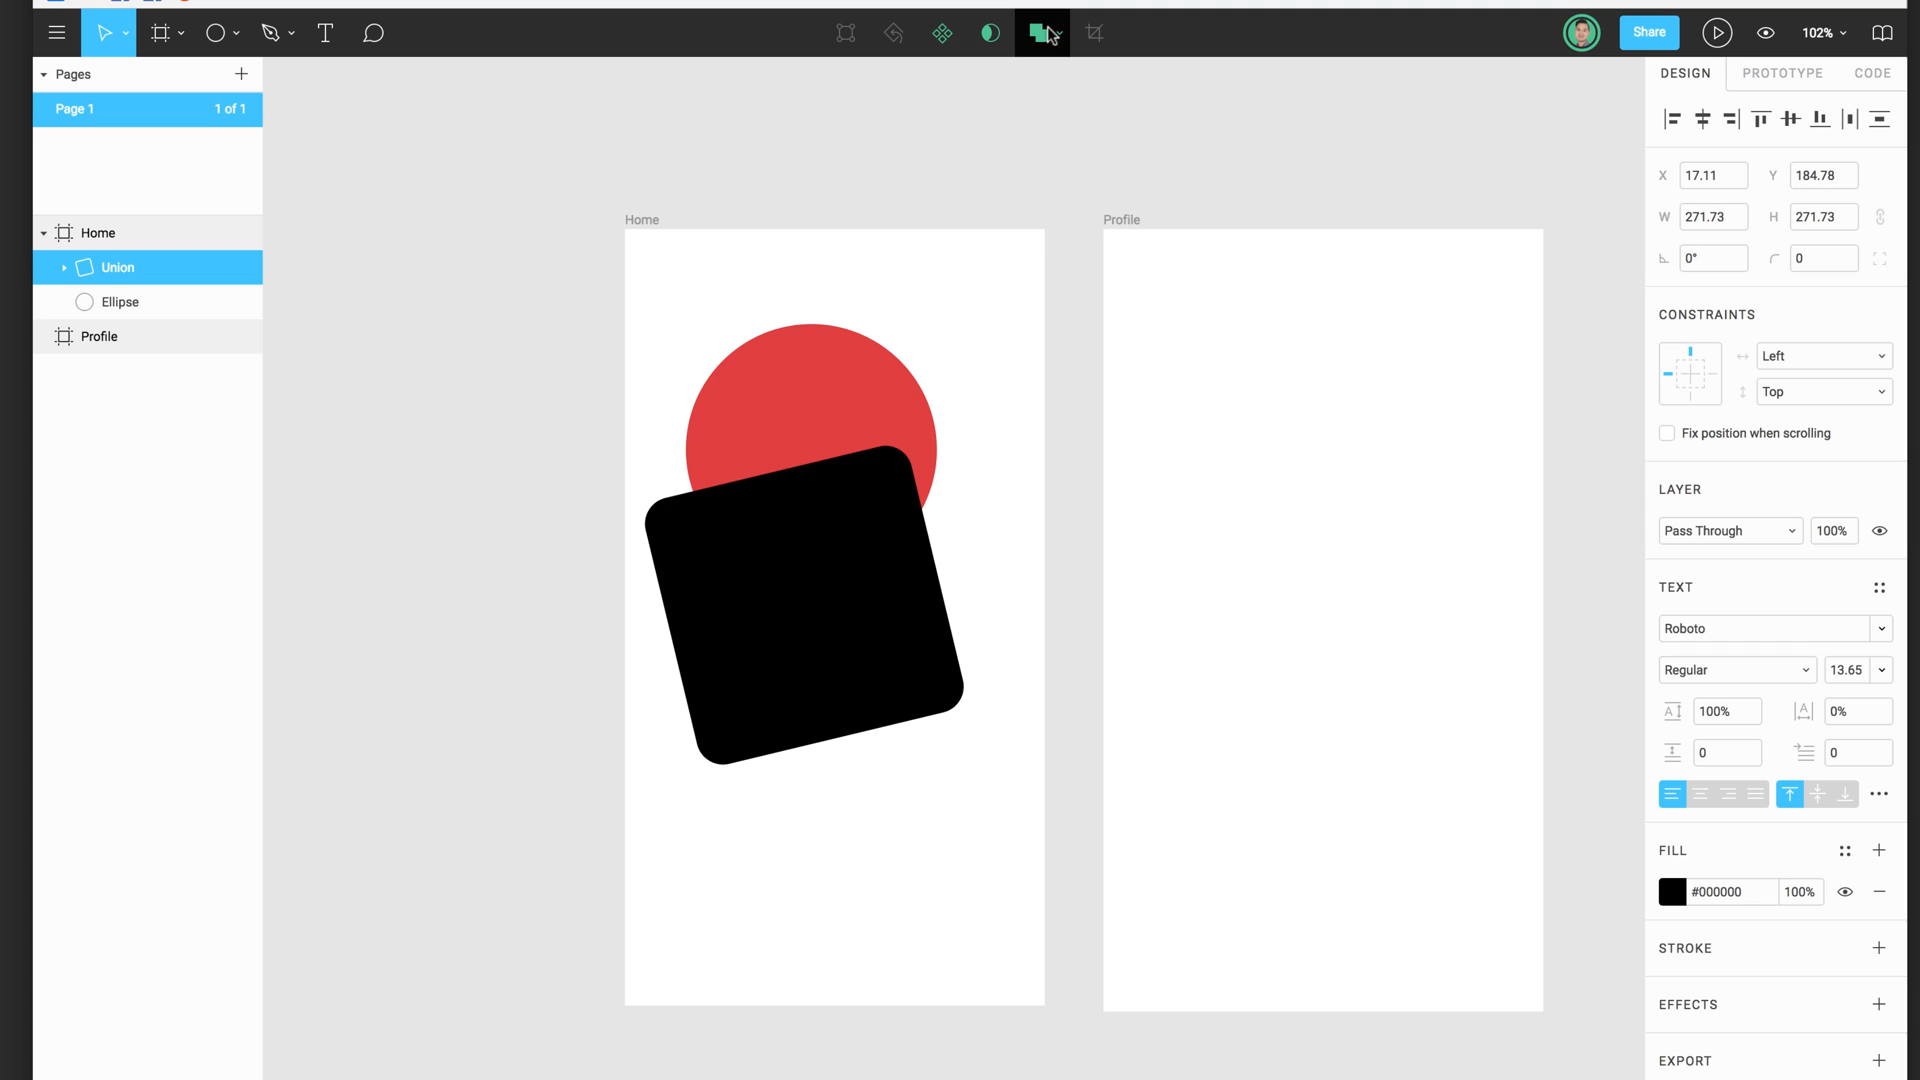 Share
102%
Pages
Page 1
1 of 1
Home
Union
Ellipse
Profile
Home
Profile
DESIGN
PROTOTYPE
CODE
X 17.11 Y 184.78
W 271.73 H 271.73
0° 0
CONSTRAINTS
Left
Top
Fix position when scrolling
LAYER
Pass Through 100%
TEXT
Roboto
Regular 13.65
100% 0%
0 0
FILL
#000000 100%
STROKE
EFFECTS
EXPORT